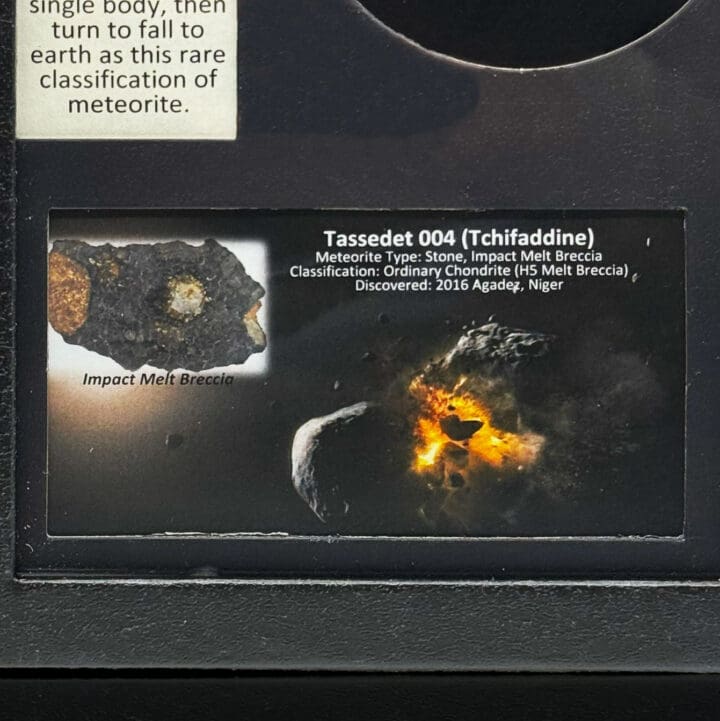 single body, then
turn to fall to
earth as this rare
classification of
meteorite.
Tassedet 004 (Tchifaddine)
Meteorite Type: Stone, Impact Melt Breccia
Classification: Ordinary Chondrite (H5 Melt Breccia)
Discovered: 2016 Agadez, Niger
Impact Melt Breccia